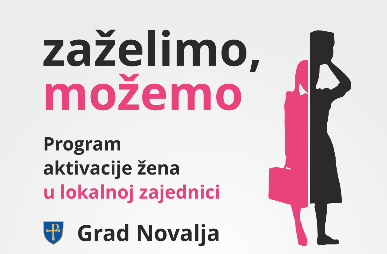 zaželimo,
možemo
Program
aktivacije žena
u lokalnoj zajednici
Grad Novalja